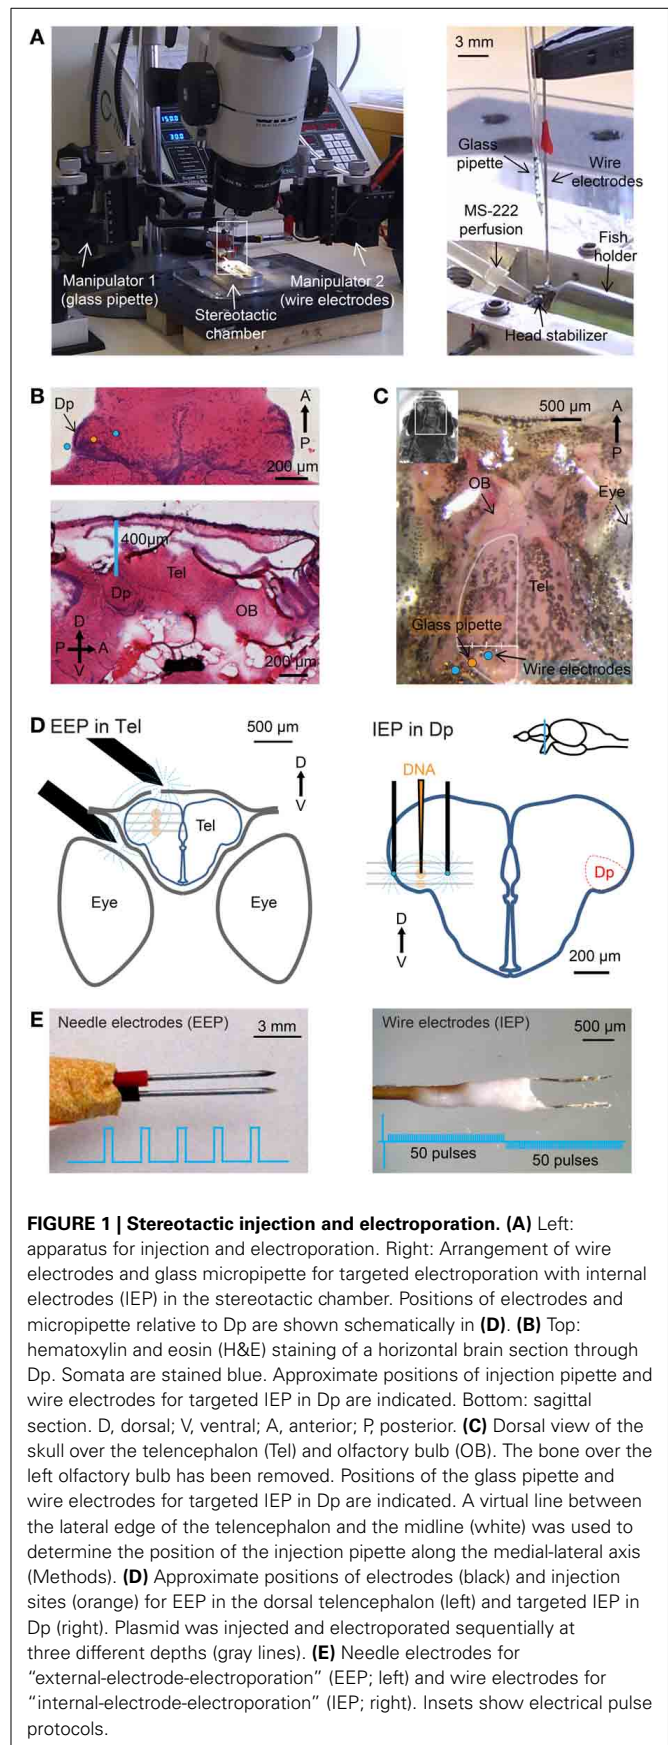 A
3 mm
Glass
pipette
Wire
electrodes
MS-222
perfusion
Fish
holder
Head stabilizer
Manipulator 1
(glass pipette)
Manipulator 2
(wire electrodes)
Stereotactic
chamber
B
Dp
A
P
200 µm
400µm
Tel
Dp
OB
D
P A
V
200 µm
C
500 µm
A
P
OB
Eye
Tel
Glass pipette
Wire electrodes
D EEP in Tel
500 µm
D
V
Tel
Eye
Eye
IEP in Dp
DNA
Dp
D
V
200 µm
E
Needle electrodes (EEP)
3 mm
Wire electrodes (IEP)
500 µm
50 pulses
50 pulses
FIGURE 1 | Stereotactic injection and electroporation. (A) Left:
apparatus for injection and electroporation. Right: Arrangement of wire
electrodes and glass micropipette for targeted electroporation with internal
electrodes (IEP) in the stereotactic chamber. Positions of electrodes and
micropipette relative to Dp are shown schematically in (D). (B) Top:
hematoxylin and eosin (H&E) staining of a horizontal brain section through
Dp. Somata are stained blue. Approximate positions of injection pipette and
wire electrodes for targeted IEP in Dp are indicated. Bottom: sagittal
section. D, dorsal; V, ventral; A, anterior; P, posterior. (C) Dorsal view of the
skull over the telencephalon (Tel) and olfactory bulb (OB). The bone over the
left olfactory bulb has been removed. Positions of the glass pipette and
wire electrodes for targeted IEP in Dp are indicated. A virtual line between
the lateral edge of the telencephalon and the midline (white) was used to
determine the position of the injection pipette along the medial-lateral axis
(Methods). (D) Approximate positions of electrodes (black) and injection
sites (orange) for EEP in the dorsal telencephalon (left) and targeted IEP in
Dp (right). Plasmid was injected and electroporated sequentially at
three different depths (gray lines). (E) Needle electrodes for
"external-electrode-electroporation" (EEP; left) and wire electrodes for
"internal-electrode-electroporation" (IEP; right). Insets show electrical pulse
protocols.